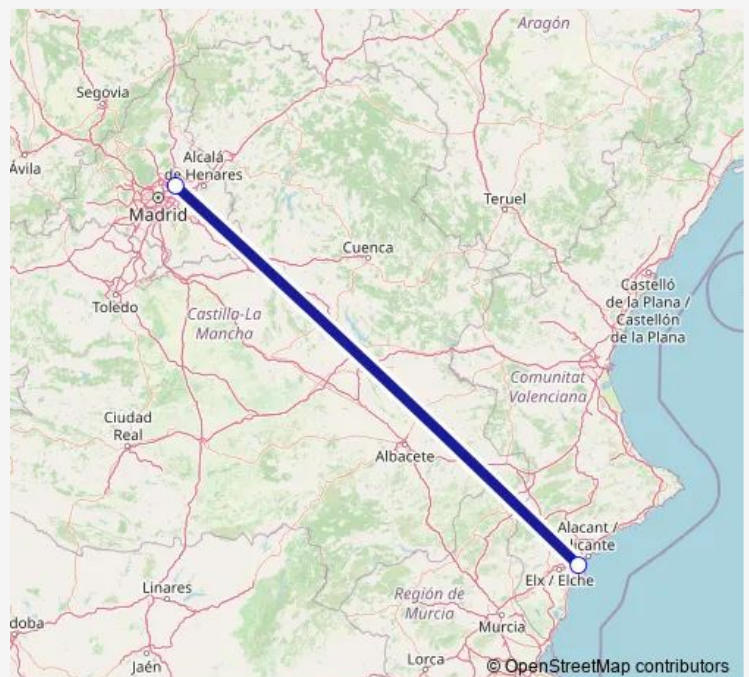 Aragón
Segovia
Ávila
Alcalá
de Henares
Madrid
Teruel
Cuenca
Castelló
de la Plana /
Castellón
de la Plana
Toledo
Castilla-La
Mancha
Comunitat
Valenciana
Ciudad
Real
Albacete
Alacant /
licante
Elx / Elche
Linares
Región de
Murcia
Murcia
doba
Jaén
Lorca
© OpenStreetMap contributors